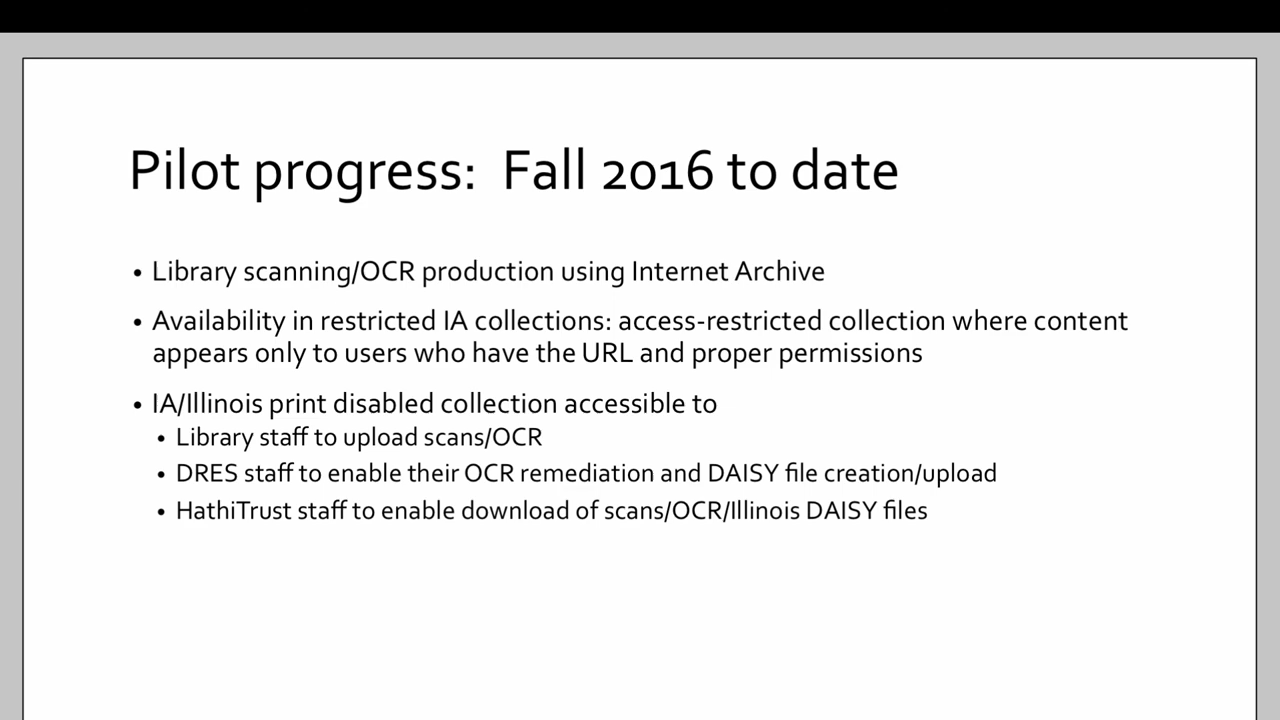 Pilot progress:  Fall 2016 to date
• Library scanning/OCR production using Internet Archive
• Availability in restricted IA collections: access-restricted collection where content
appears only to users who have the URL and proper permissions
• IA/Illinois print disabled collection accessible to
• Library staff to upload scans/OCR
• DRES staff to enable their OCR remediation and DAISY file creation/upload
• HathiTrust staff to enable download of scans/OCR/Illinois DAISY files